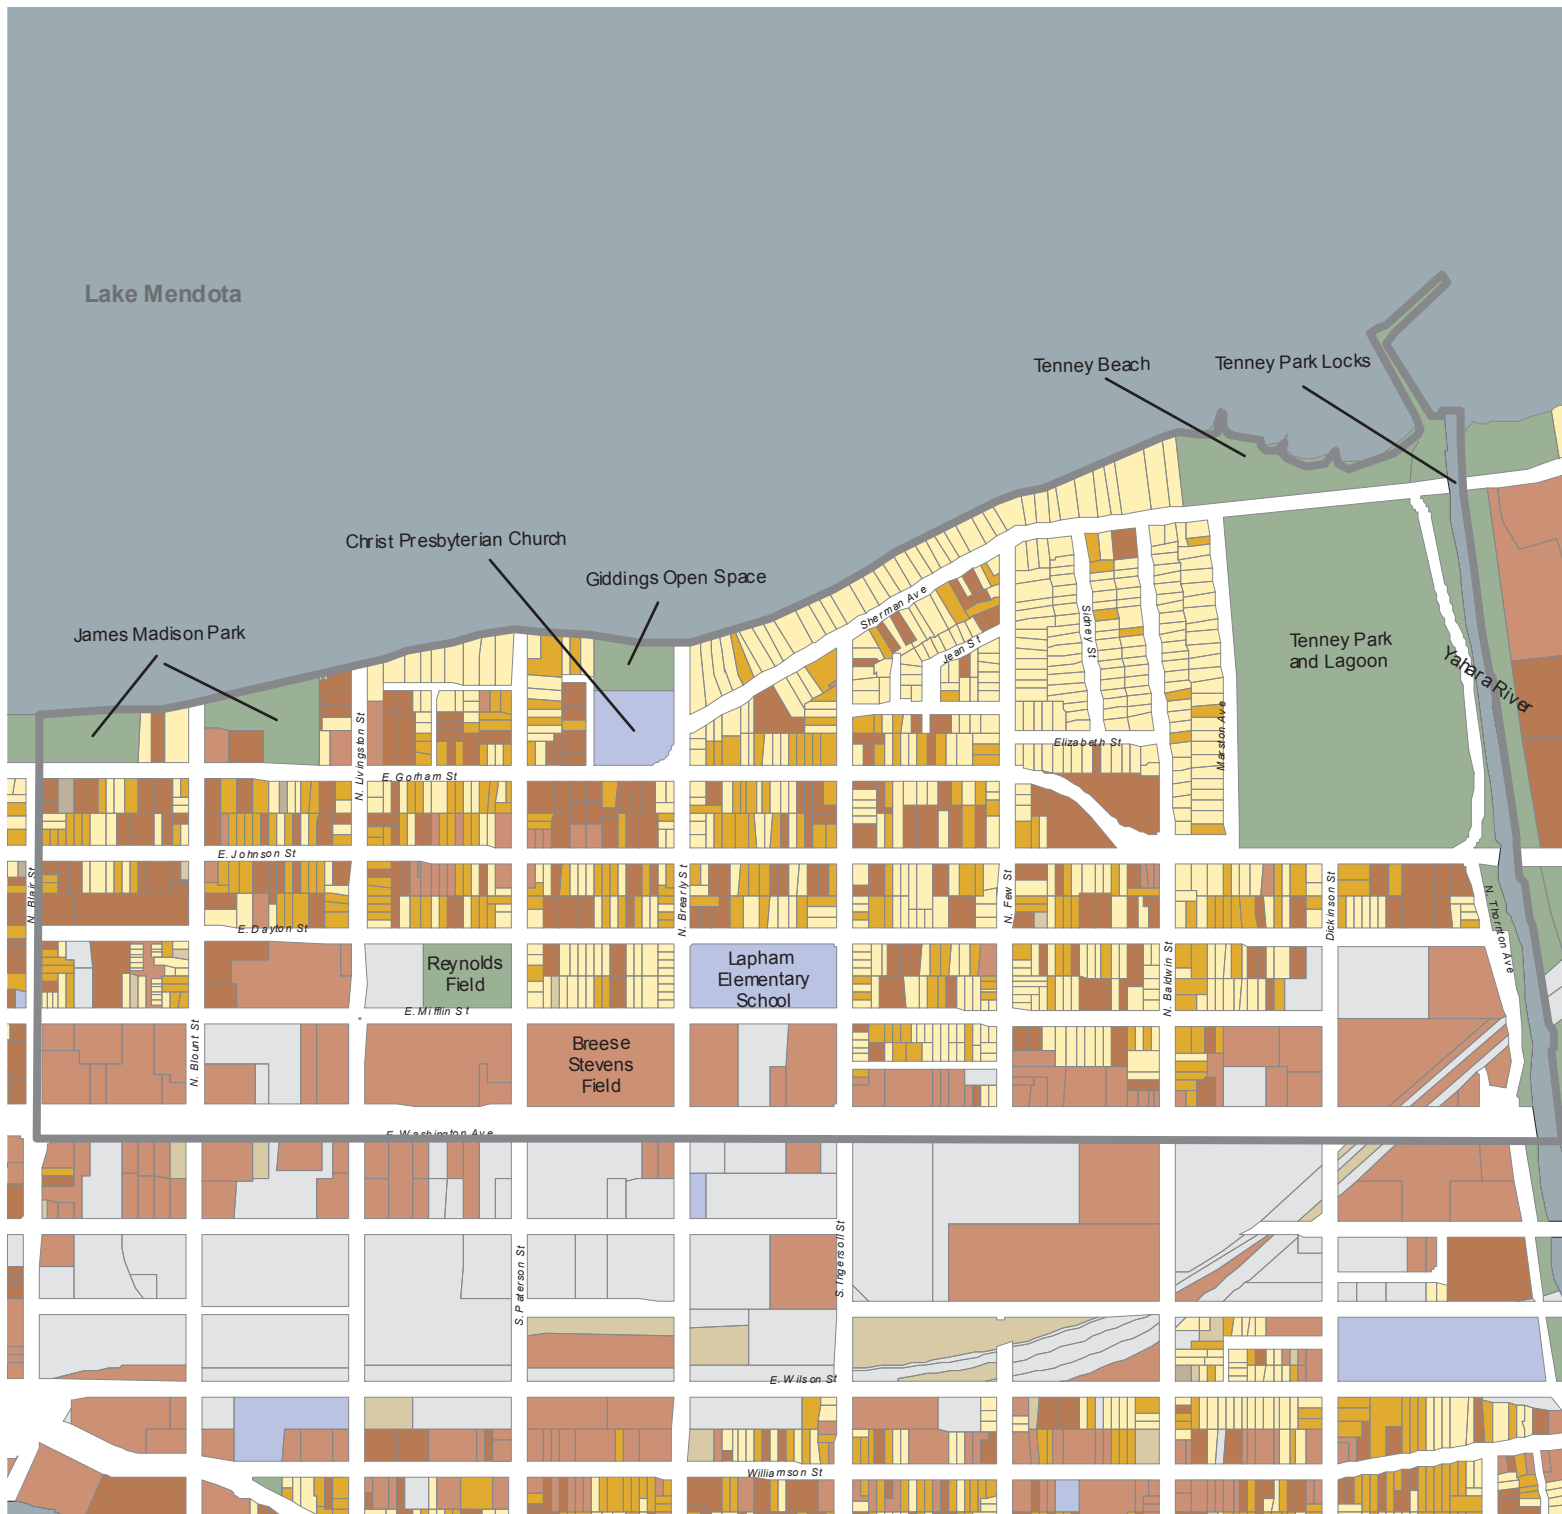 Lake Mendota
Tenney Beach
Tenney Park Locks
Christ Presbyterian Church
Giddings Open Space
James Madison Park
Sherman Ave
Jean St
Sidney St
Tenney Park
and Lagoon
Yahara River
Marston Ave
Elizabeth St
N. Livingston St
E. Gorham St
E. Johnson St
N. Blair St
N. Brearly St
N. Few St
Dickinson St
N. Thornton Ave
E. Dayton St
Reynolds
Field
Lapham
Elementary
School
N. Baldwin St
E. Mifflin St
N. Blount St
Breese
Stevens
Field
E. Washington Ave
S. Paterson St
S. Ingersoll St
E. Wilson St
Williamson St